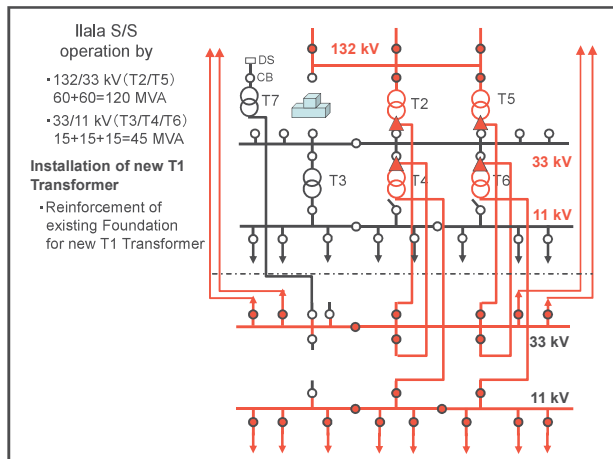 Ilala S/S
operation by
・132/33 kV(T2/T5)
60+60=120 MVA
・33/11 kV(T3/T4/T6)
15+15+15=45 MVA
Installation of new T1
Transformer
・Reinforcement of
existing Foundation
for new T1 Transformer
DS
CB
T7
132 kV
T2
T5
33 kV
T3
T4
T6
11 kV
33 kV
11 kV